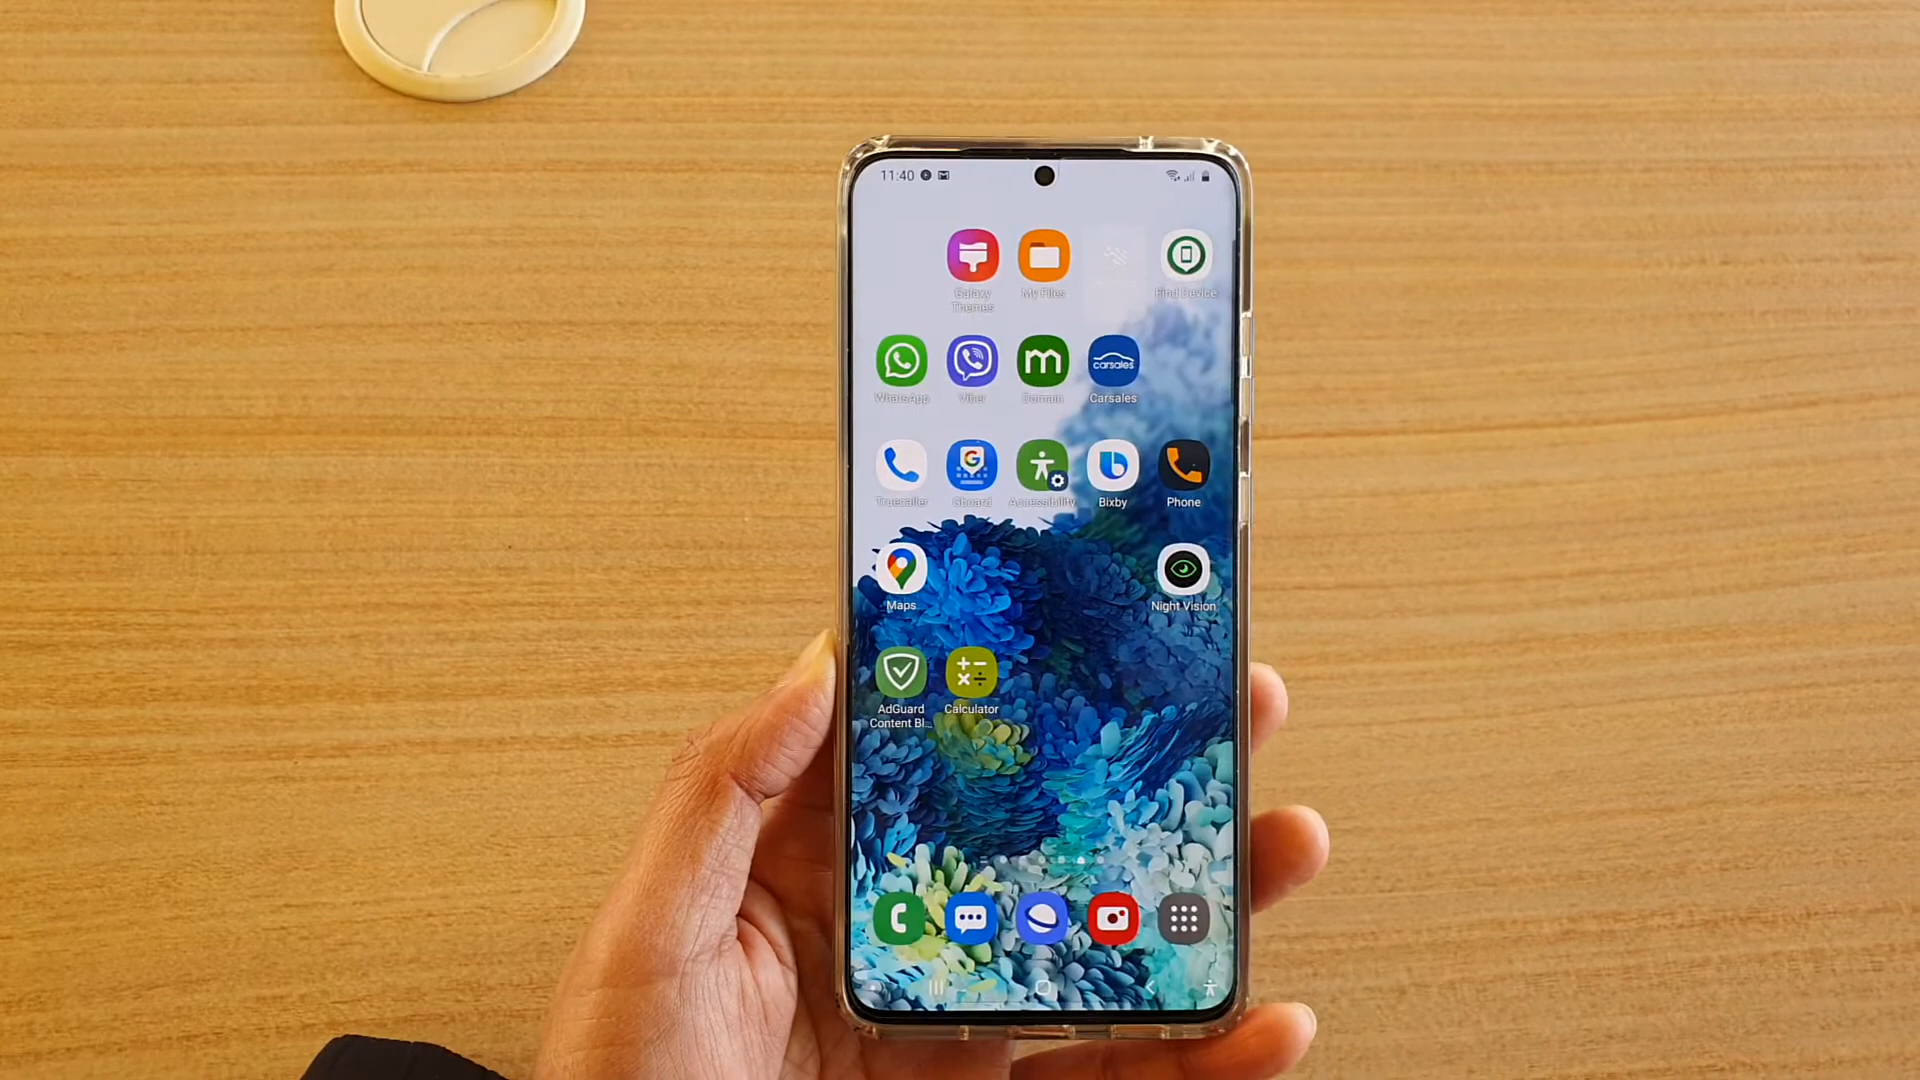 11:40
Galaxy
Themes
My Files
Find Device
WhatsApp
Viber
Domain
carsales
Carsales
Truecaller
Gboard
Accessibility
Bixby
Phone
Maps
Night Vision
AdGuard
Content Bl...
Calculator